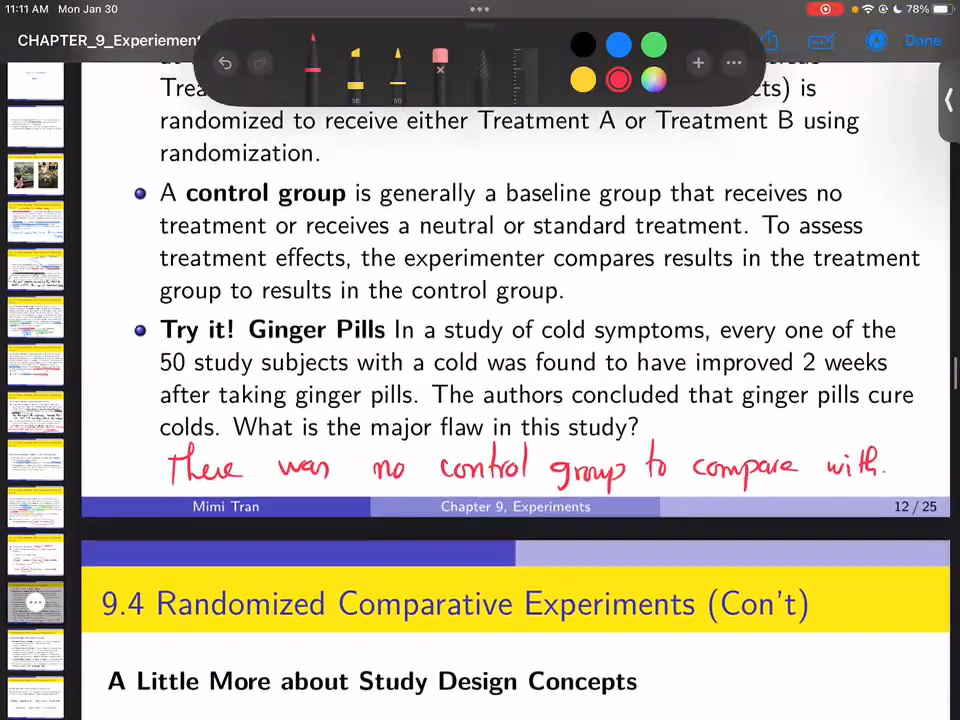 11:11 AM Mon Jan 30
78%
CHAPTER_9_Experiemen
Done
50
50
Trea
cts) is
randomized to receive either Treatment A or Treatment B using
randomization.
A control group is generally a baseline group that receives no
treatment or receives a neutral or standard treatment. To assess
treatment effects, the experimenter compares results in the treatment
group to results in the control group.
Try it! Ginger Pills In a study of cold symptoms, every one of the
50 study subjects with a cold was found to have improved 2 weeks
after taking ginger pills. The authors concluded that ginger pills cure
colds. What is the major flaw in this study?
There was no control group to compare with.
Mimi Tran
Chapter 9, Experiments
12 / 25
9.4 Randomized Comparative Experiments (Con't)
A Little More about Study Design Concepts